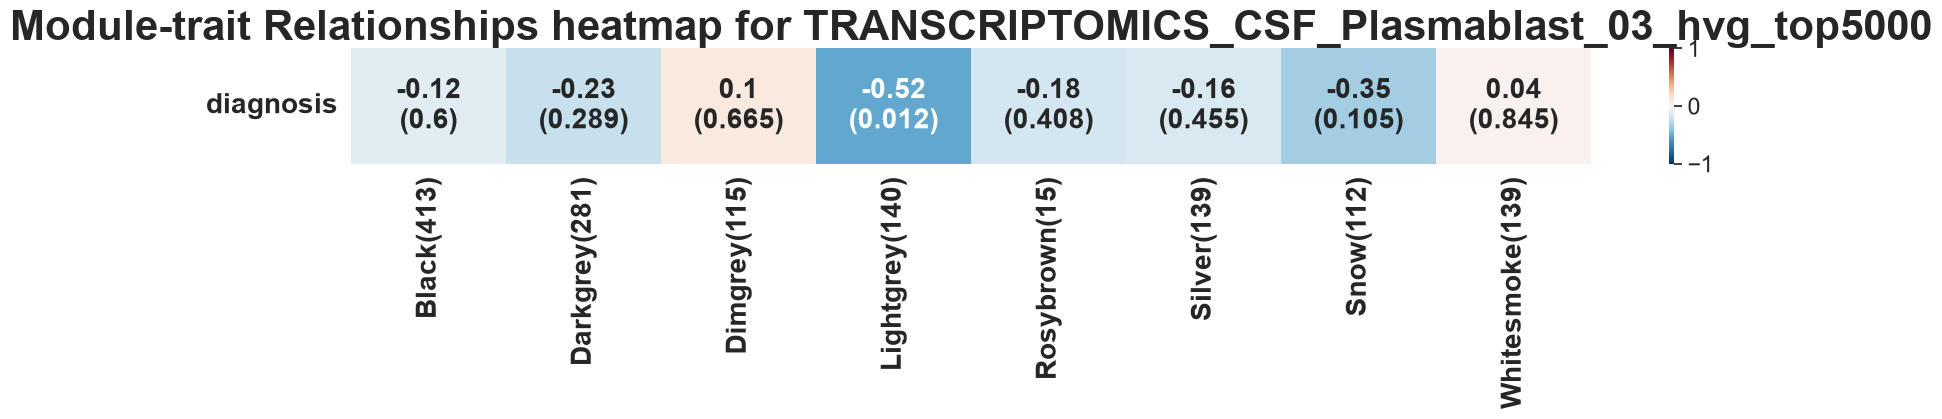 Module-trait Relationships heatmap for TRANSCRIPTOMICS_CSF_Plasmablast_03_hvg_top5000
diagnosis
-0.12
(0.6)
-0.23
(0.289)
0.1
(0.665)
-0.52
(0.012)
-0.18
(0.408)
-0.16
(0.455)
-0.35
(0.105)
0.04
(0.845)
1
0
−1
Black(413)
Darkgrey(281)
Dimgrey(115)
Lightgrey(140)
Rosybrown(15)
Silver(139)
Snow(112)
Whitesmoke(139)